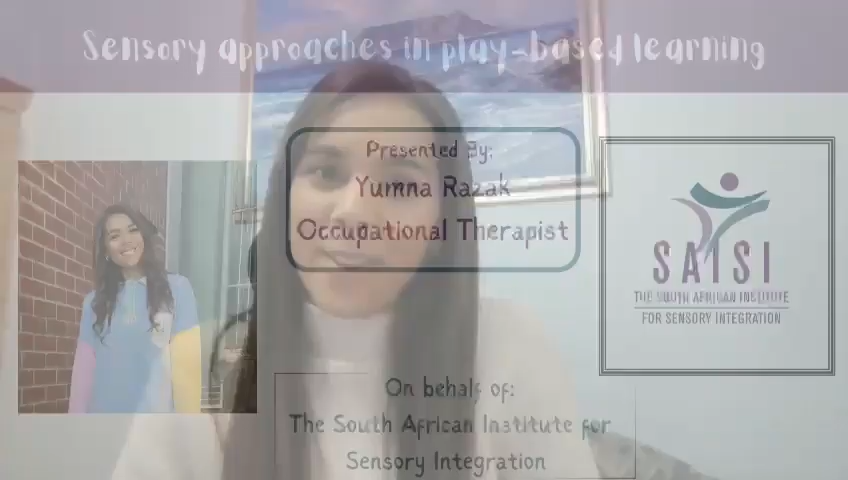 Sensory approaches in play-based learning
Presented By:
Yumna Razak
Occupational Therapist
SAISI
THE SOUTH AFRICAN INSTITUTE
FOR SENSORY INTEGRATION
On behalf of:
The South African Institute for
Sensory Integration